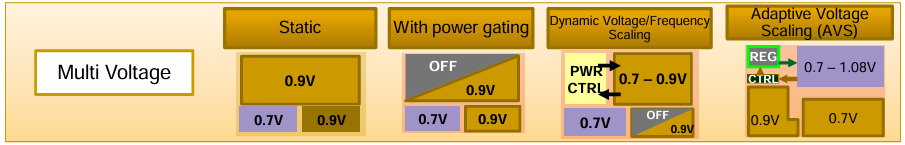 Multi Voltage
Static
0.9V
0.7V
0.9V
With power gating
OFF
0.9V
0.7V
0.9V
Dynamic Voltage/Frequency
Scaling
PWR
CTRL
0.7 – 0.9V
0.7V
OFF
0.9V
Adaptive Voltage
Scaling (AVS)
REG
CTRL
0.7 – 1.08V
0.9V
0.7V